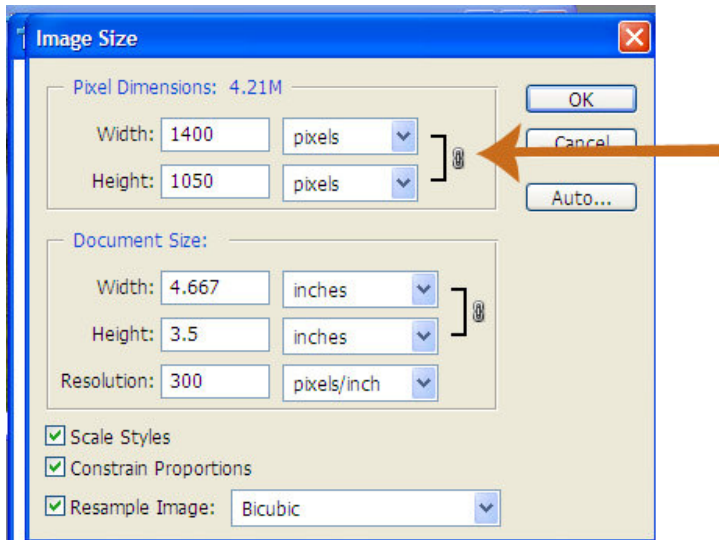 Image Size
Pixel Dimensions: 4.21M
OK
Width: 1400 pixels
Cancel
Height: 1050 pixels
Auto...
Document Size:
Width: 4.667 inches
Height: 3.5 inches
Resolution: 300 pixels/inch
Scale Styles
Constrain Proportions
Resample Image: Bicubic